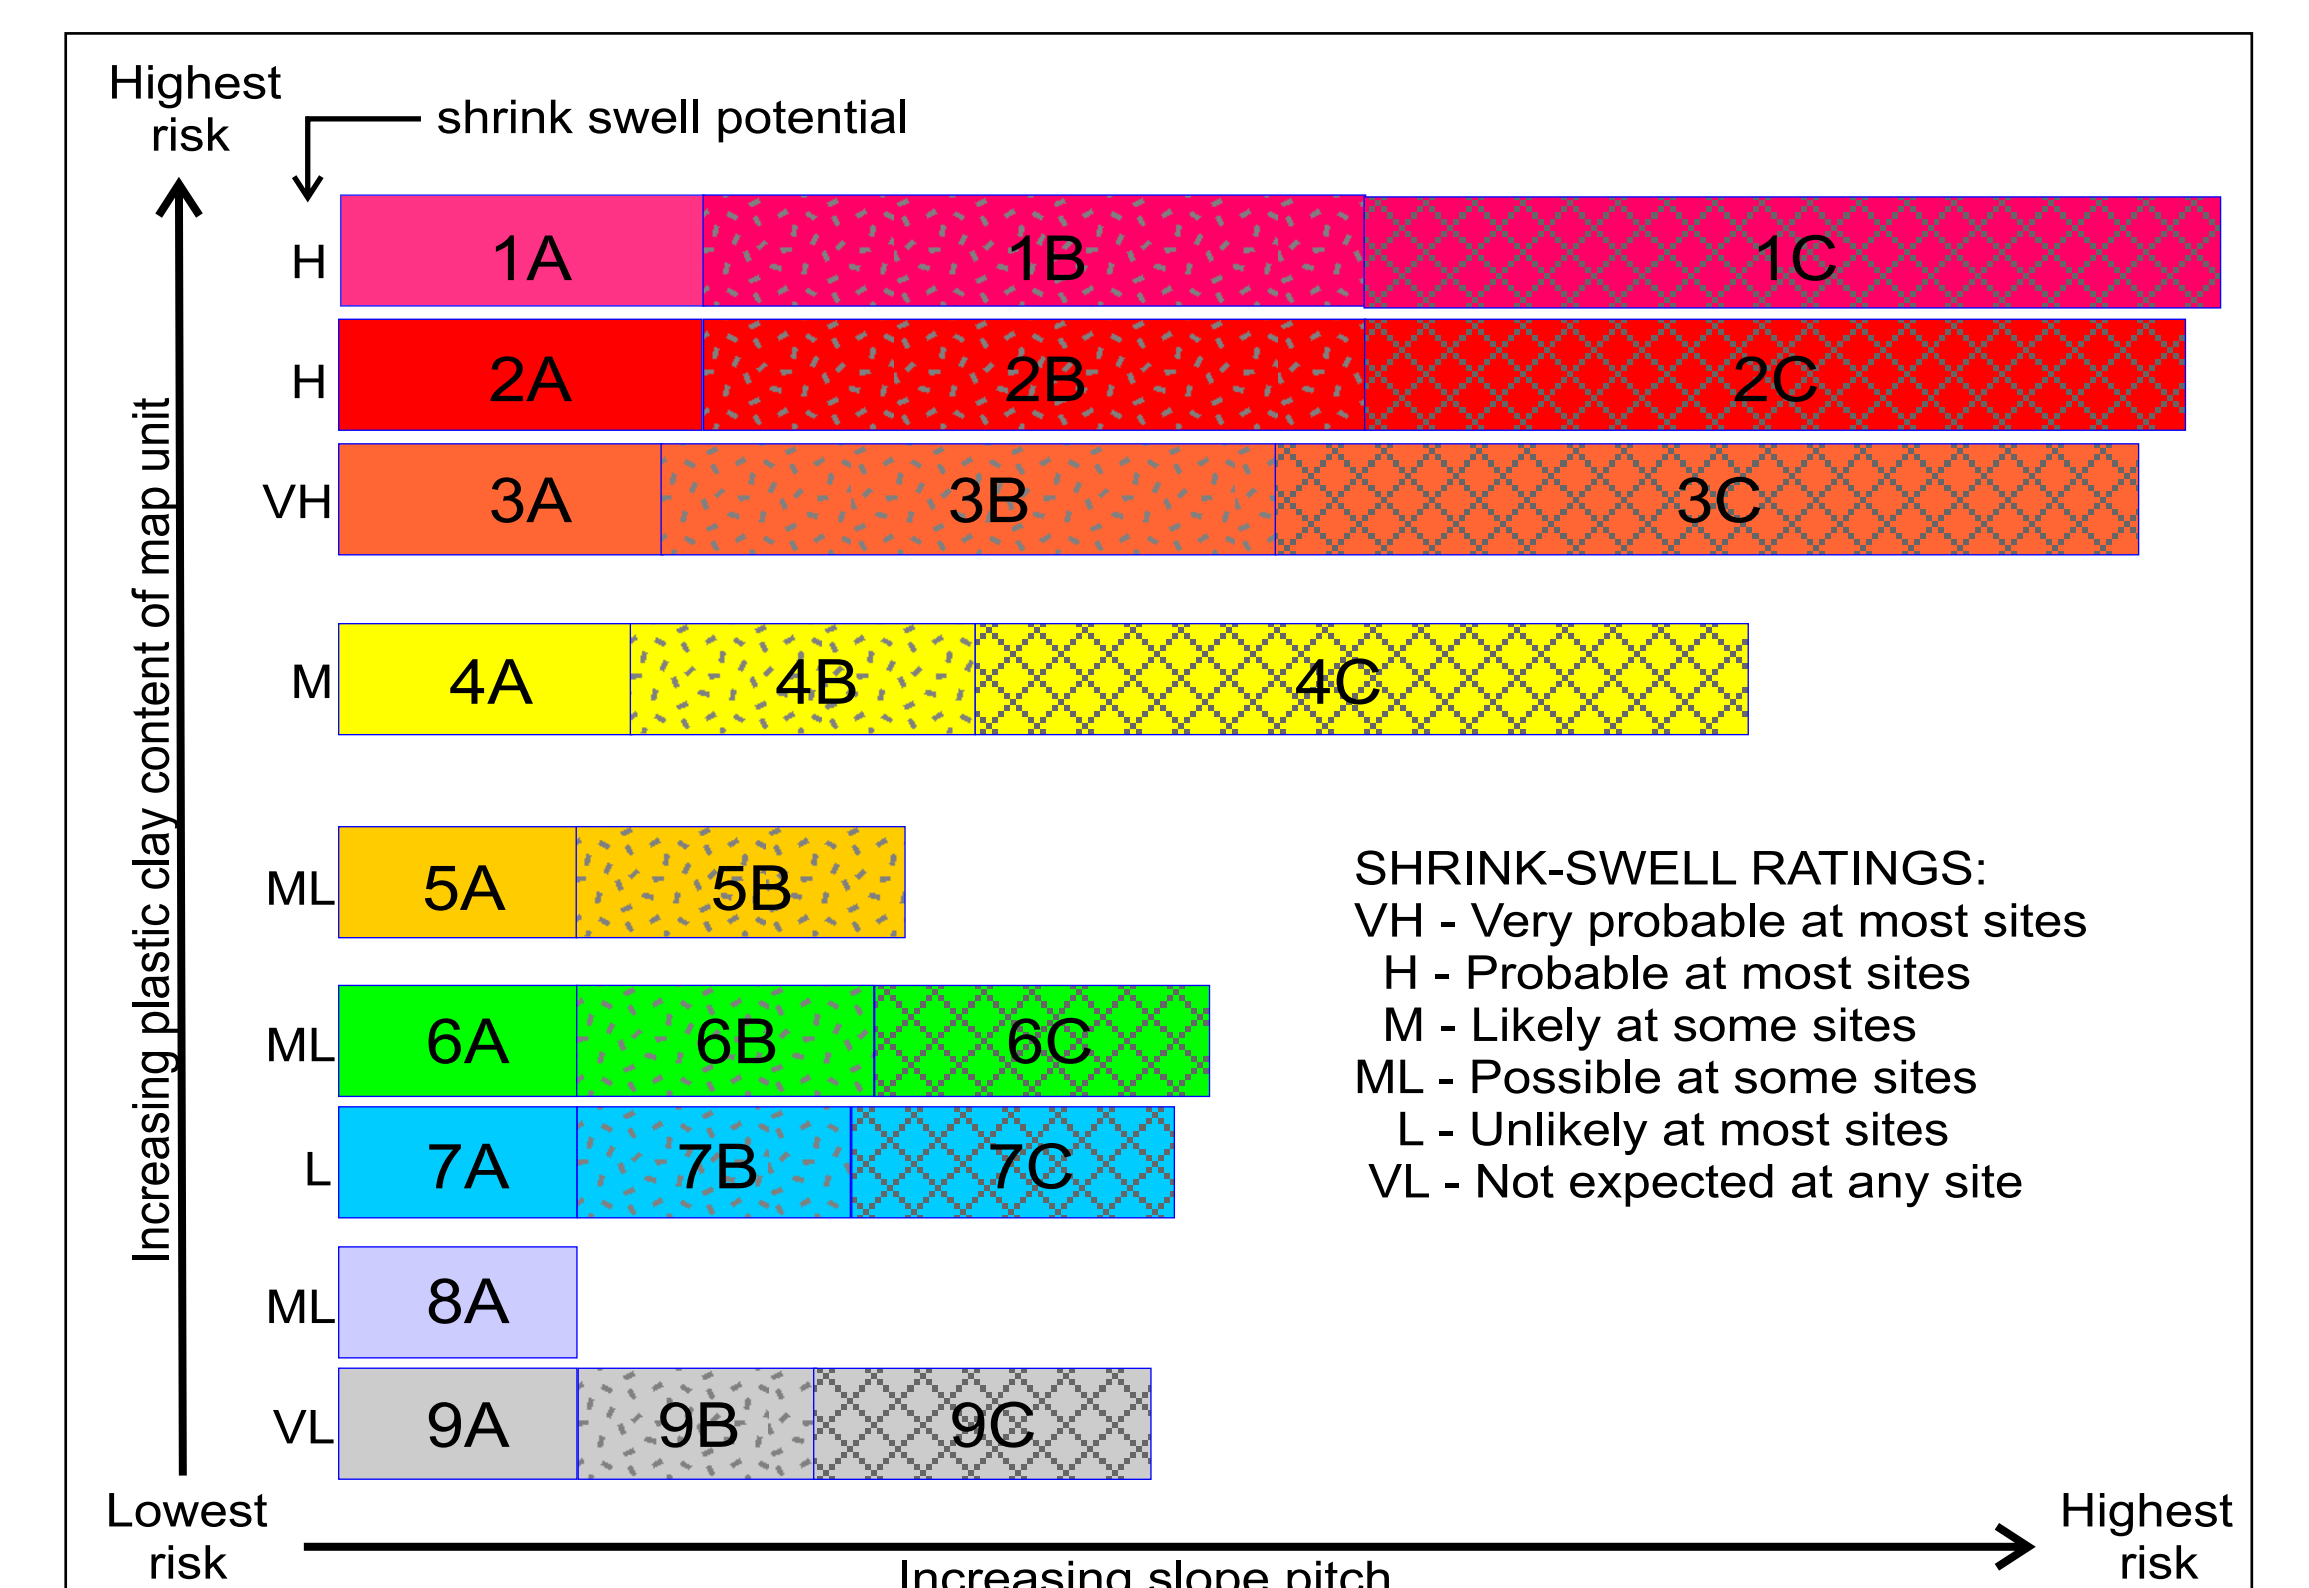 Highest
risk
shrink swell potential
H
1A
1B
1C
H
2A
2B
2C
VH
3A
3B
3C
M
4A
4B
4C
ML
5A
5B
ML
6A
6B
6C
L
7A
7B
7C
ML
8A
VL
9A
9B
9C
Increasing plastic clay content of map unit
SHRINK-SWELL RATINGS:
VH - Very probable at most sites
H - Probable at most sites
M - Likely at some sites
ML - Possible at some sites
L - Unlikely at most sites
VL - Not expected at any site
Lowest
risk
Increasing slope pitch
Highest
risk